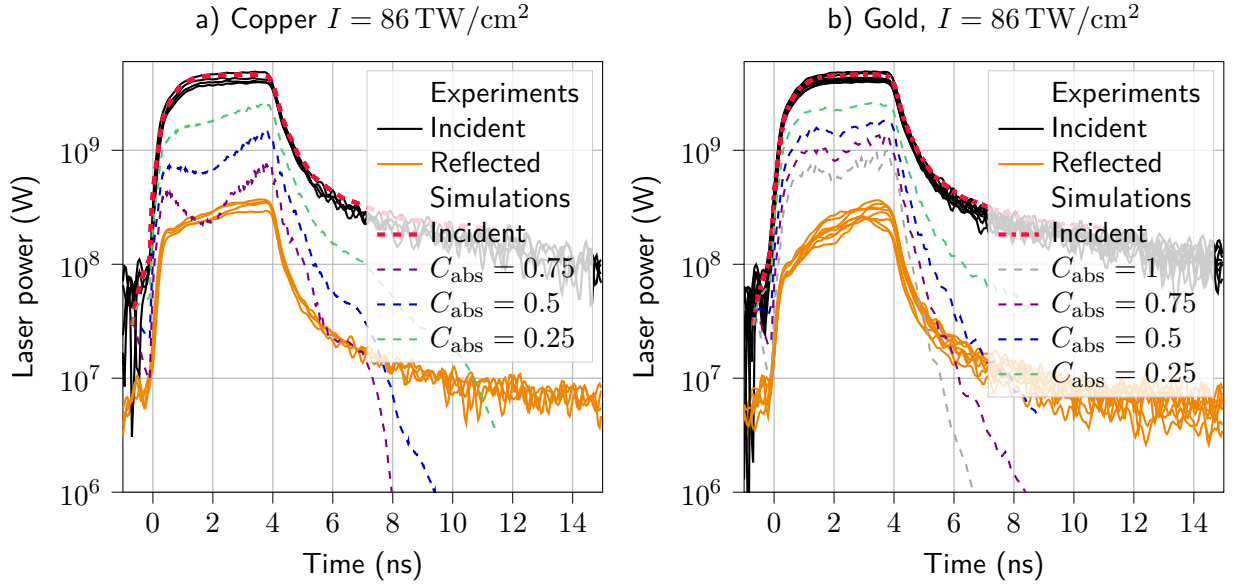 a) Copper I = 86 TW/cm²
Laser power (W)
10⁹
10⁸
10⁷
10⁶
0 2 4 6 8 10 12 14
Time (ns)
Experiments
Incident
Reflected
Simulations
Incident
C_abs = 0.75
C_abs = 0.5
C_abs = 0.25
b) Gold, I = 86 TW/cm²
Laser power (W)
10⁹
10⁸
10⁷
10⁶
0 2 4 6 8 10 12 14
Time (ns)
Experiments
Incident
Reflected
Simulations
Incident
C_abs = 1
C_abs = 0.75
C_abs = 0.5
C_abs = 0.25